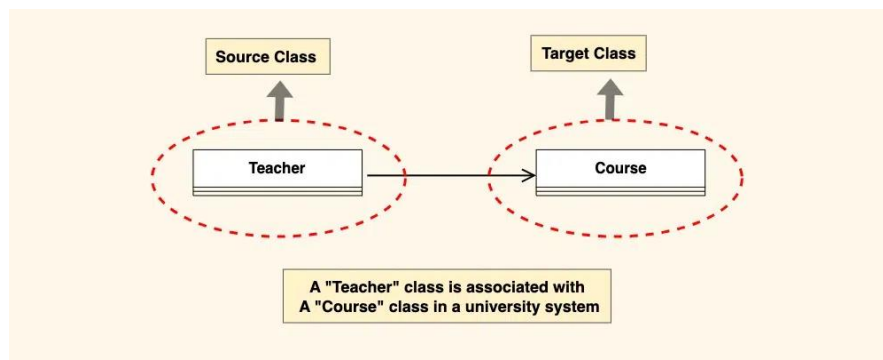 Source Class
Target Class
Teacher
Course
A "Teacher" class is associated with
A "Course" class in a university system